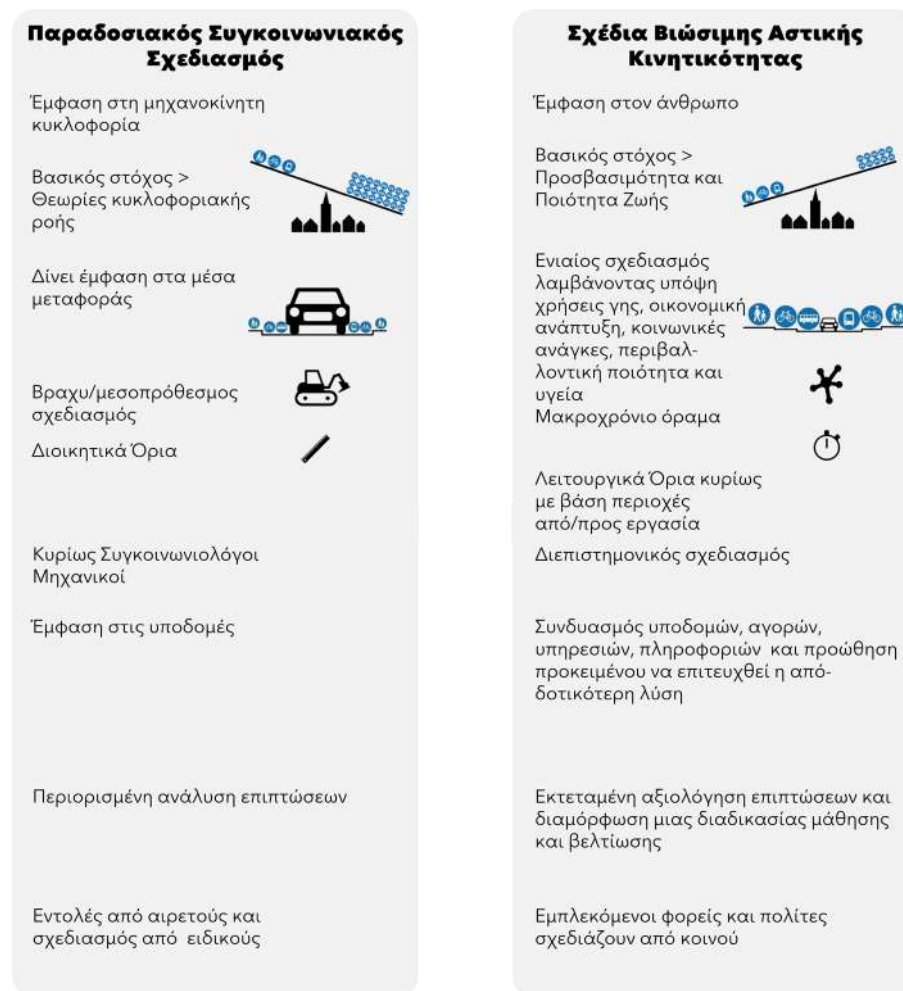 Παραδοσιακός Συγκοινωνιακός
Σχεδιασμός
Έμφαση στη μηχανοκίνητη
κυκλοφορία
Βασικός στόχος >
Θεωρίες κυκλοφοριακής
ροής
Δίνει έμφαση στα μέσα
μεταφοράς
Βραχυ/μεσοπρόθεσμος
σχεδιασμός
Διοικητικά Όρια
Κυρίως Συγκοινωνιολόγοι
Μηχανικοί
Έμφαση στις υποδομές
Περιορισμένη ανάλυση επιπτώσεων
Εντολές από αιρετούς και
σχεδιασμός από ειδικούς
Σχέδια Βιώσιμης Αστικής
Κινητικότητας
Έμφαση στον άνθρωπο
Βασικός στόχος >
Προσβασιμότητα και
Ποιότητα Ζωής
Ενιαίος σχεδιασμός
λαμβάνοντας υπόψη
χρήσεις γης, οικονομική
ανάπτυξη, κοινωνικές
ανάγκες, περιβαλ-
λοντική ποιότητα και
υγεία
Μακροχρόνιο όραμα
Λειτουργικά Όρια κυρίως
με βάση περιοχές
από/προς εργασία
Διεπιστημονικός σχεδιασμός
Συνδυασμός υποδομών, αγορών,
υπηρεσιών, πληροφοριών και προώθηση
προκειμένου να επιτευχθεί η από-
δοτικότερη λύση
Εκτεταμένη αξιολόγηση επιπτώσεων και
διαμόρφωση μιας διαδικασίας μάθησης
και βελτίωσης
Εμπλεκόμενοι φορείς και πολίτες
σχεδιάζουν από κοινού